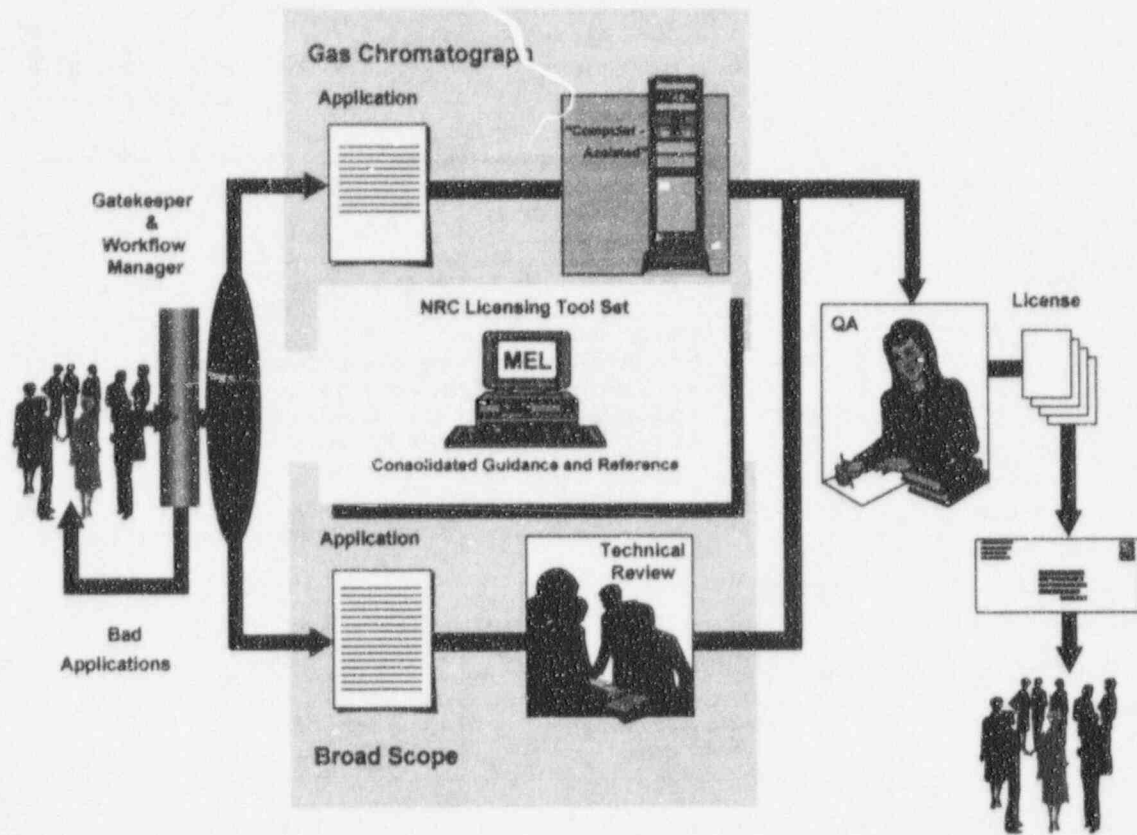 Gas Chromatograph
Application
"Computer -
Assisted"
Gatekeeper
&
Workflow
Manager
NRC Licensing Tool Set
MEL
Consolidated Guidance and Reference
QA
License
Application
Technical
Review
Bad
Applications
Broad Scope